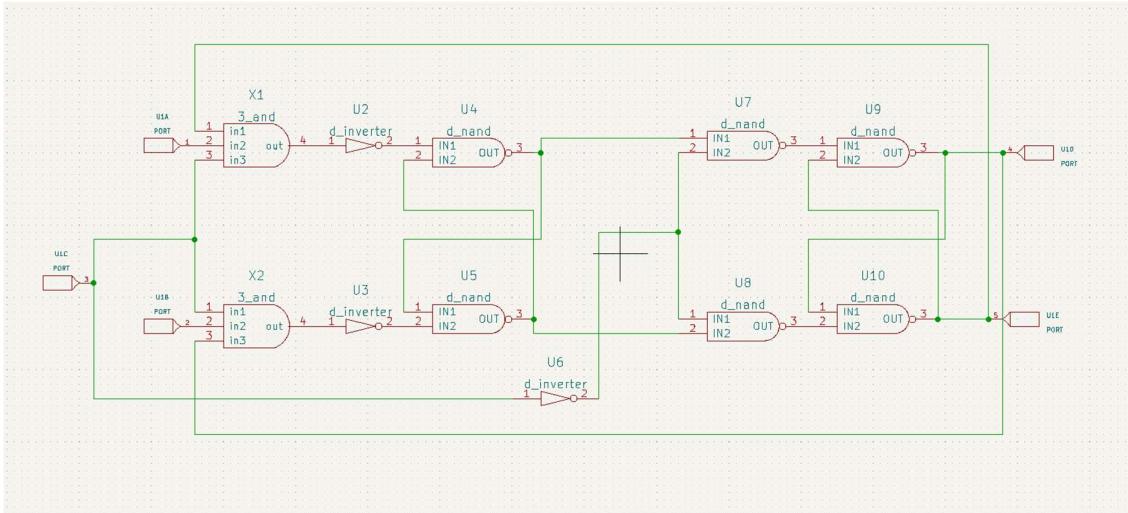 X1
3_and
1 in1
2 in2
3 in3
out 4
U1A
PORT
1
U2
d_inverter
1 2
U4
d_nand
1 IN1
2 IN2
OUT 3
U7
d_nand
1 IN1
2 IN2
OUT 3
U9
d_nand
1 IN1
2 IN2
OUT 3
4 U1D
PORT
U1C
PORT
3
X2
3_and
1 in1
2 in2
3 in3
out 4
U1B
PORT
2
U3
d_inverter
1 2
U5
d_nand
1 IN1
2 IN2
OUT 3
U8
d_nand
1 IN1
2 IN2
OUT 3
U10
d_nand
1 IN1
2 IN2
OUT 3
5 U1E
PORT
U6
d_inverter
1 2